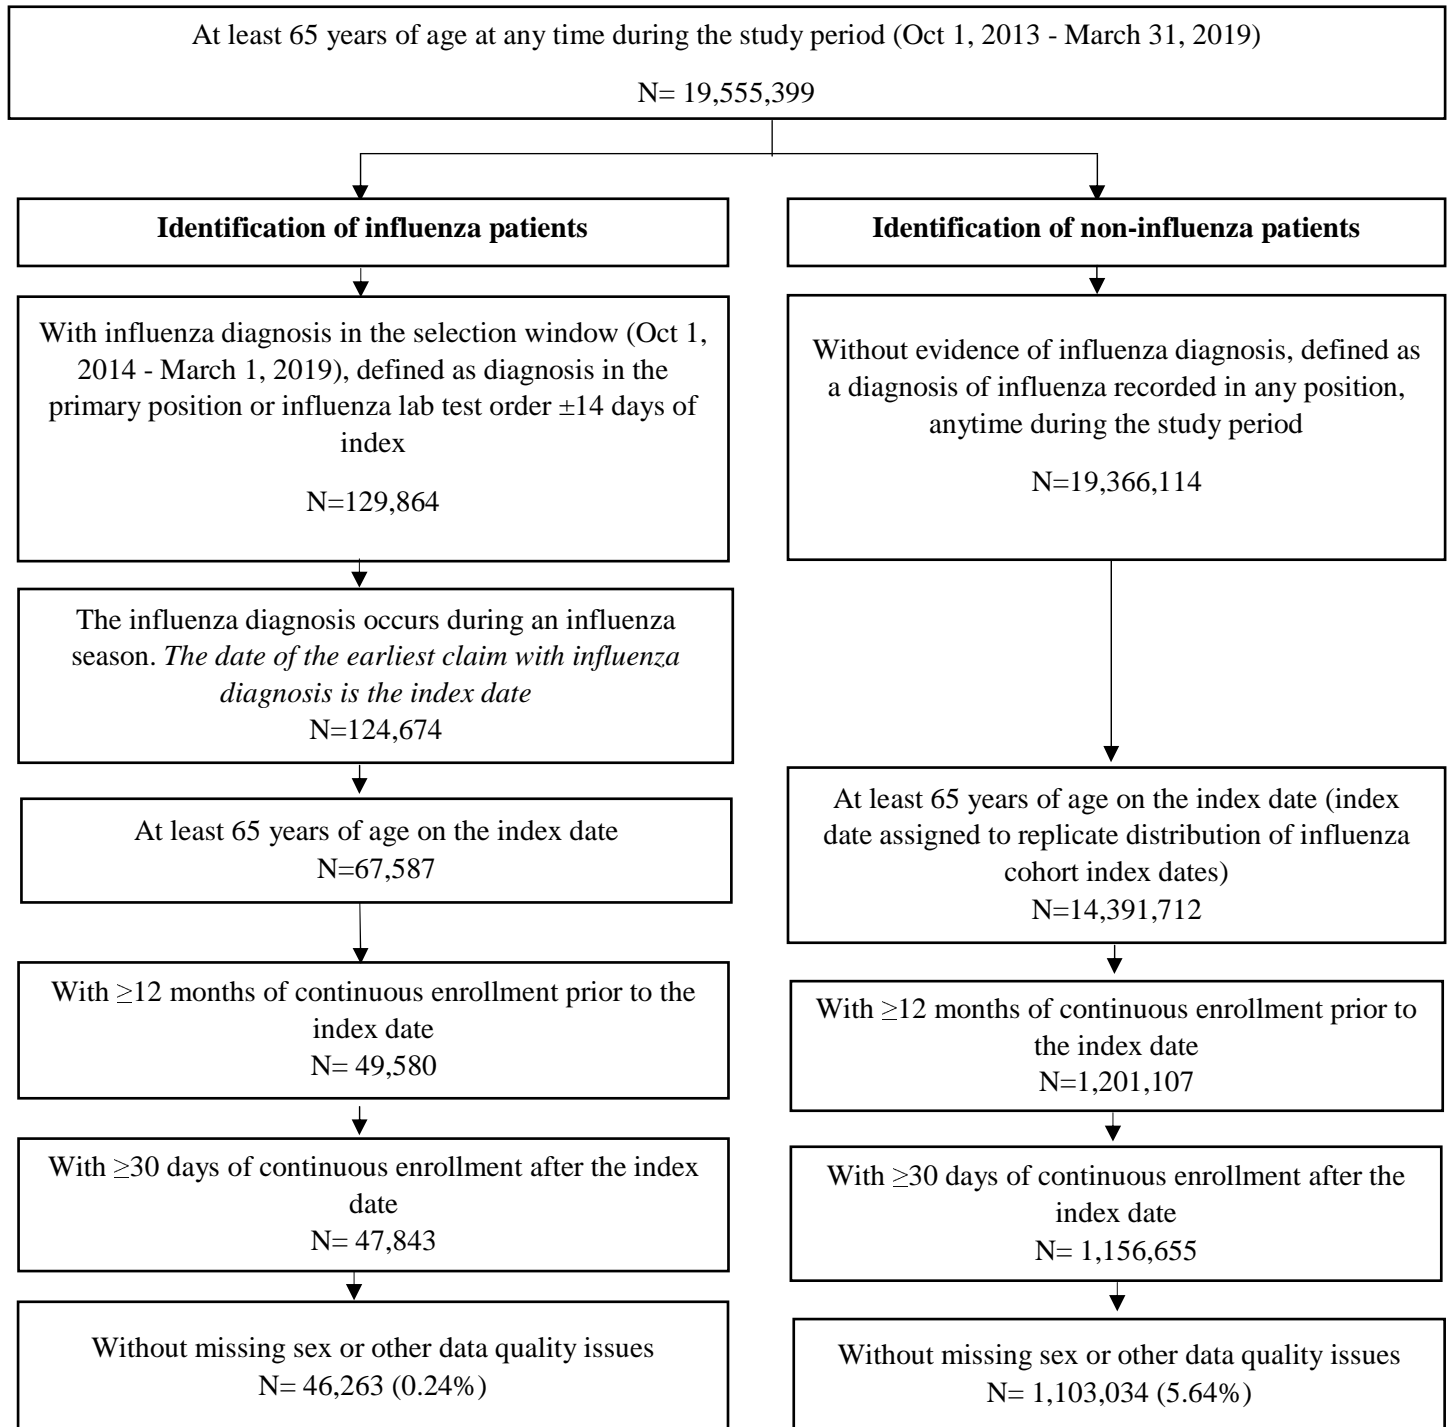 At least 65 years of age at any time during the study period (Oct 1, 2013 - March 31, 2019)
N= 19,555,399
Identification of influenza patients
With influenza diagnosis in the selection window (Oct 1,
2014 - March 1, 2019), defined as diagnosis in the
primary position or influenza lab test order ±14 days of
index
N=129,864
The influenza diagnosis occurs during an influenza
season. The date of the earliest claim with influenza
diagnosis is the index date
N=124,674
At least 65 years of age on the index date
N=67,587
With ≥12 months of continuous enrollment prior to the
index date
N= 49,580
With ≥30 days of continuous enrollment after the index
date
N= 47,843
Without missing sex or other data quality issues
N= 46,263 (0.24%)
Identification of non-influenza patients
Without evidence of influenza diagnosis, defined as
a diagnosis of influenza recorded in any position,
anytime during the study period
N=19,366,114
At least 65 years of age on the index date (index
date assigned to replicate distribution of influenza
cohort index dates)
N=14,391,712
With ≥12 months of continuous enrollment prior to
the index date
N=1,201,107
With ≥30 days of continuous enrollment after the
index date
N= 1,156,655
Without missing sex or other data quality issues
N= 1,103,034 (5.64%)